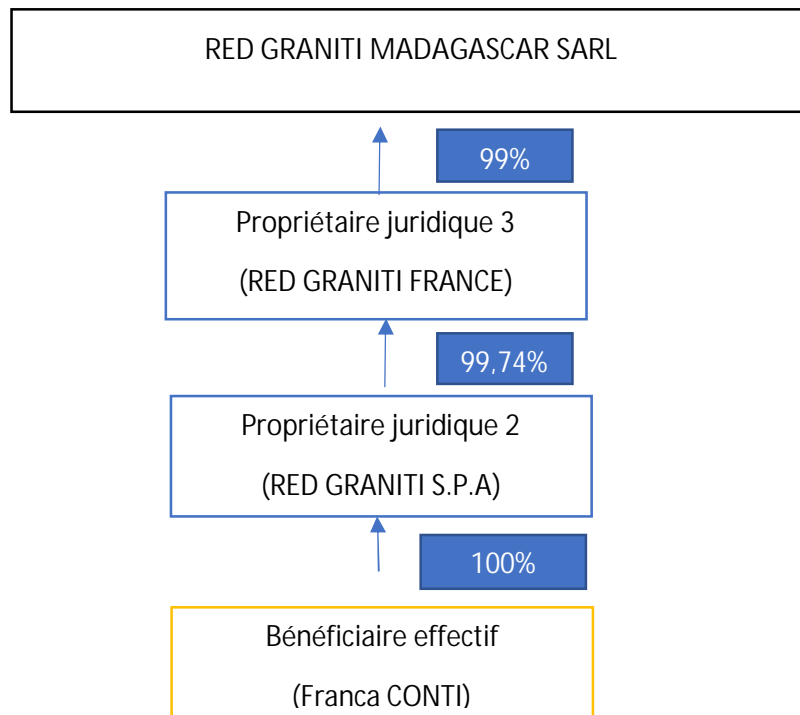 RED GRANITI MADAGASCAR SARL
99%
Propriétaire juridique 3
(RED GRANITI FRANCE)
99,74%
Propriétaire juridique 2
(RED GRANITI S.P.A)
100%
Bénéficiaire effectif
(Franca CONTI)